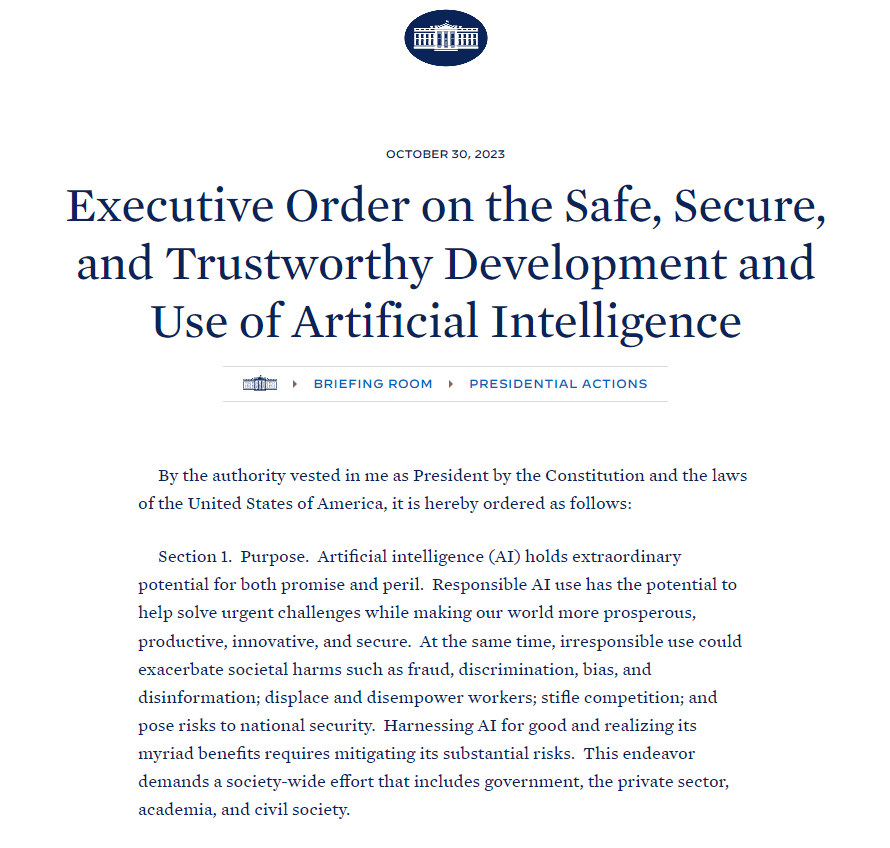 OCTOBER 30, 2023
Executive Order on the Safe, Secure,
and Trustworthy Development and
Use of Artificial Intelligence
BRIEFING ROOM
PRESIDENTIAL ACTIONS
By the authority vested in me as President by the Constitution and the laws
of the United States of America, it is hereby ordered as follows:
Section 1.  Purpose.  Artificial intelligence (AI) holds extraordinary
potential for both promise and peril.  Responsible AI use has the potential to
help solve urgent challenges while making our world more prosperous,
productive, innovative, and secure.  At the same time, irresponsible use could
exacerbate societal harms such as fraud, discrimination, bias, and
disinformation; displace and disempower workers; stifle competition; and
pose risks to national security.  Harnessing AI for good and realizing its
myriad benefits requires mitigating its substantial risks.  This endeavor
demands a society-wide effort that includes government, the private sector,
academia, and civil society.